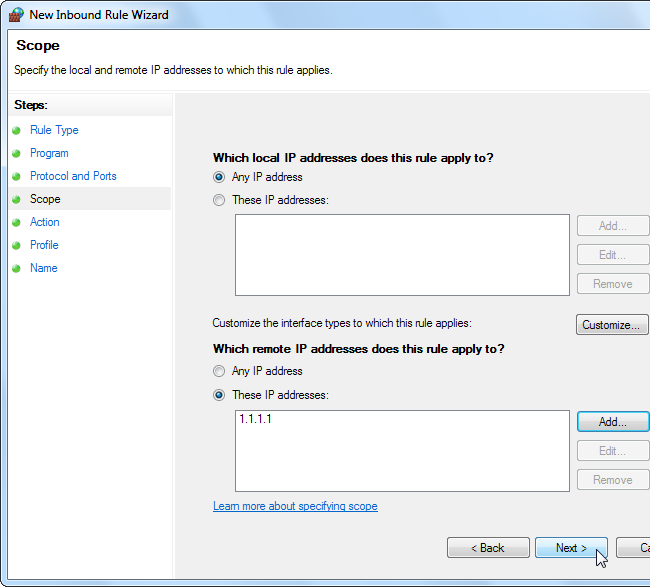 New Inbound Rule Wizard
Scope
Specify the local and remote IP addresses to which this rule applies.
Steps:
Rule Type
Program
Protocol and Ports
Scope
Action
Profile
Name
Which local IP addresses does this rule apply to?
Any IP address
These IP addresses:
Add...
Edit...
Remove
Customize the interface types to which this rule applies:
Customize...
Which remote IP addresses does this rule apply to?
Any IP address
These IP addresses:
1.1.1.1
Add...
Edit...
Remove
Learn more about specifying scope
< Back
Next >
Ca